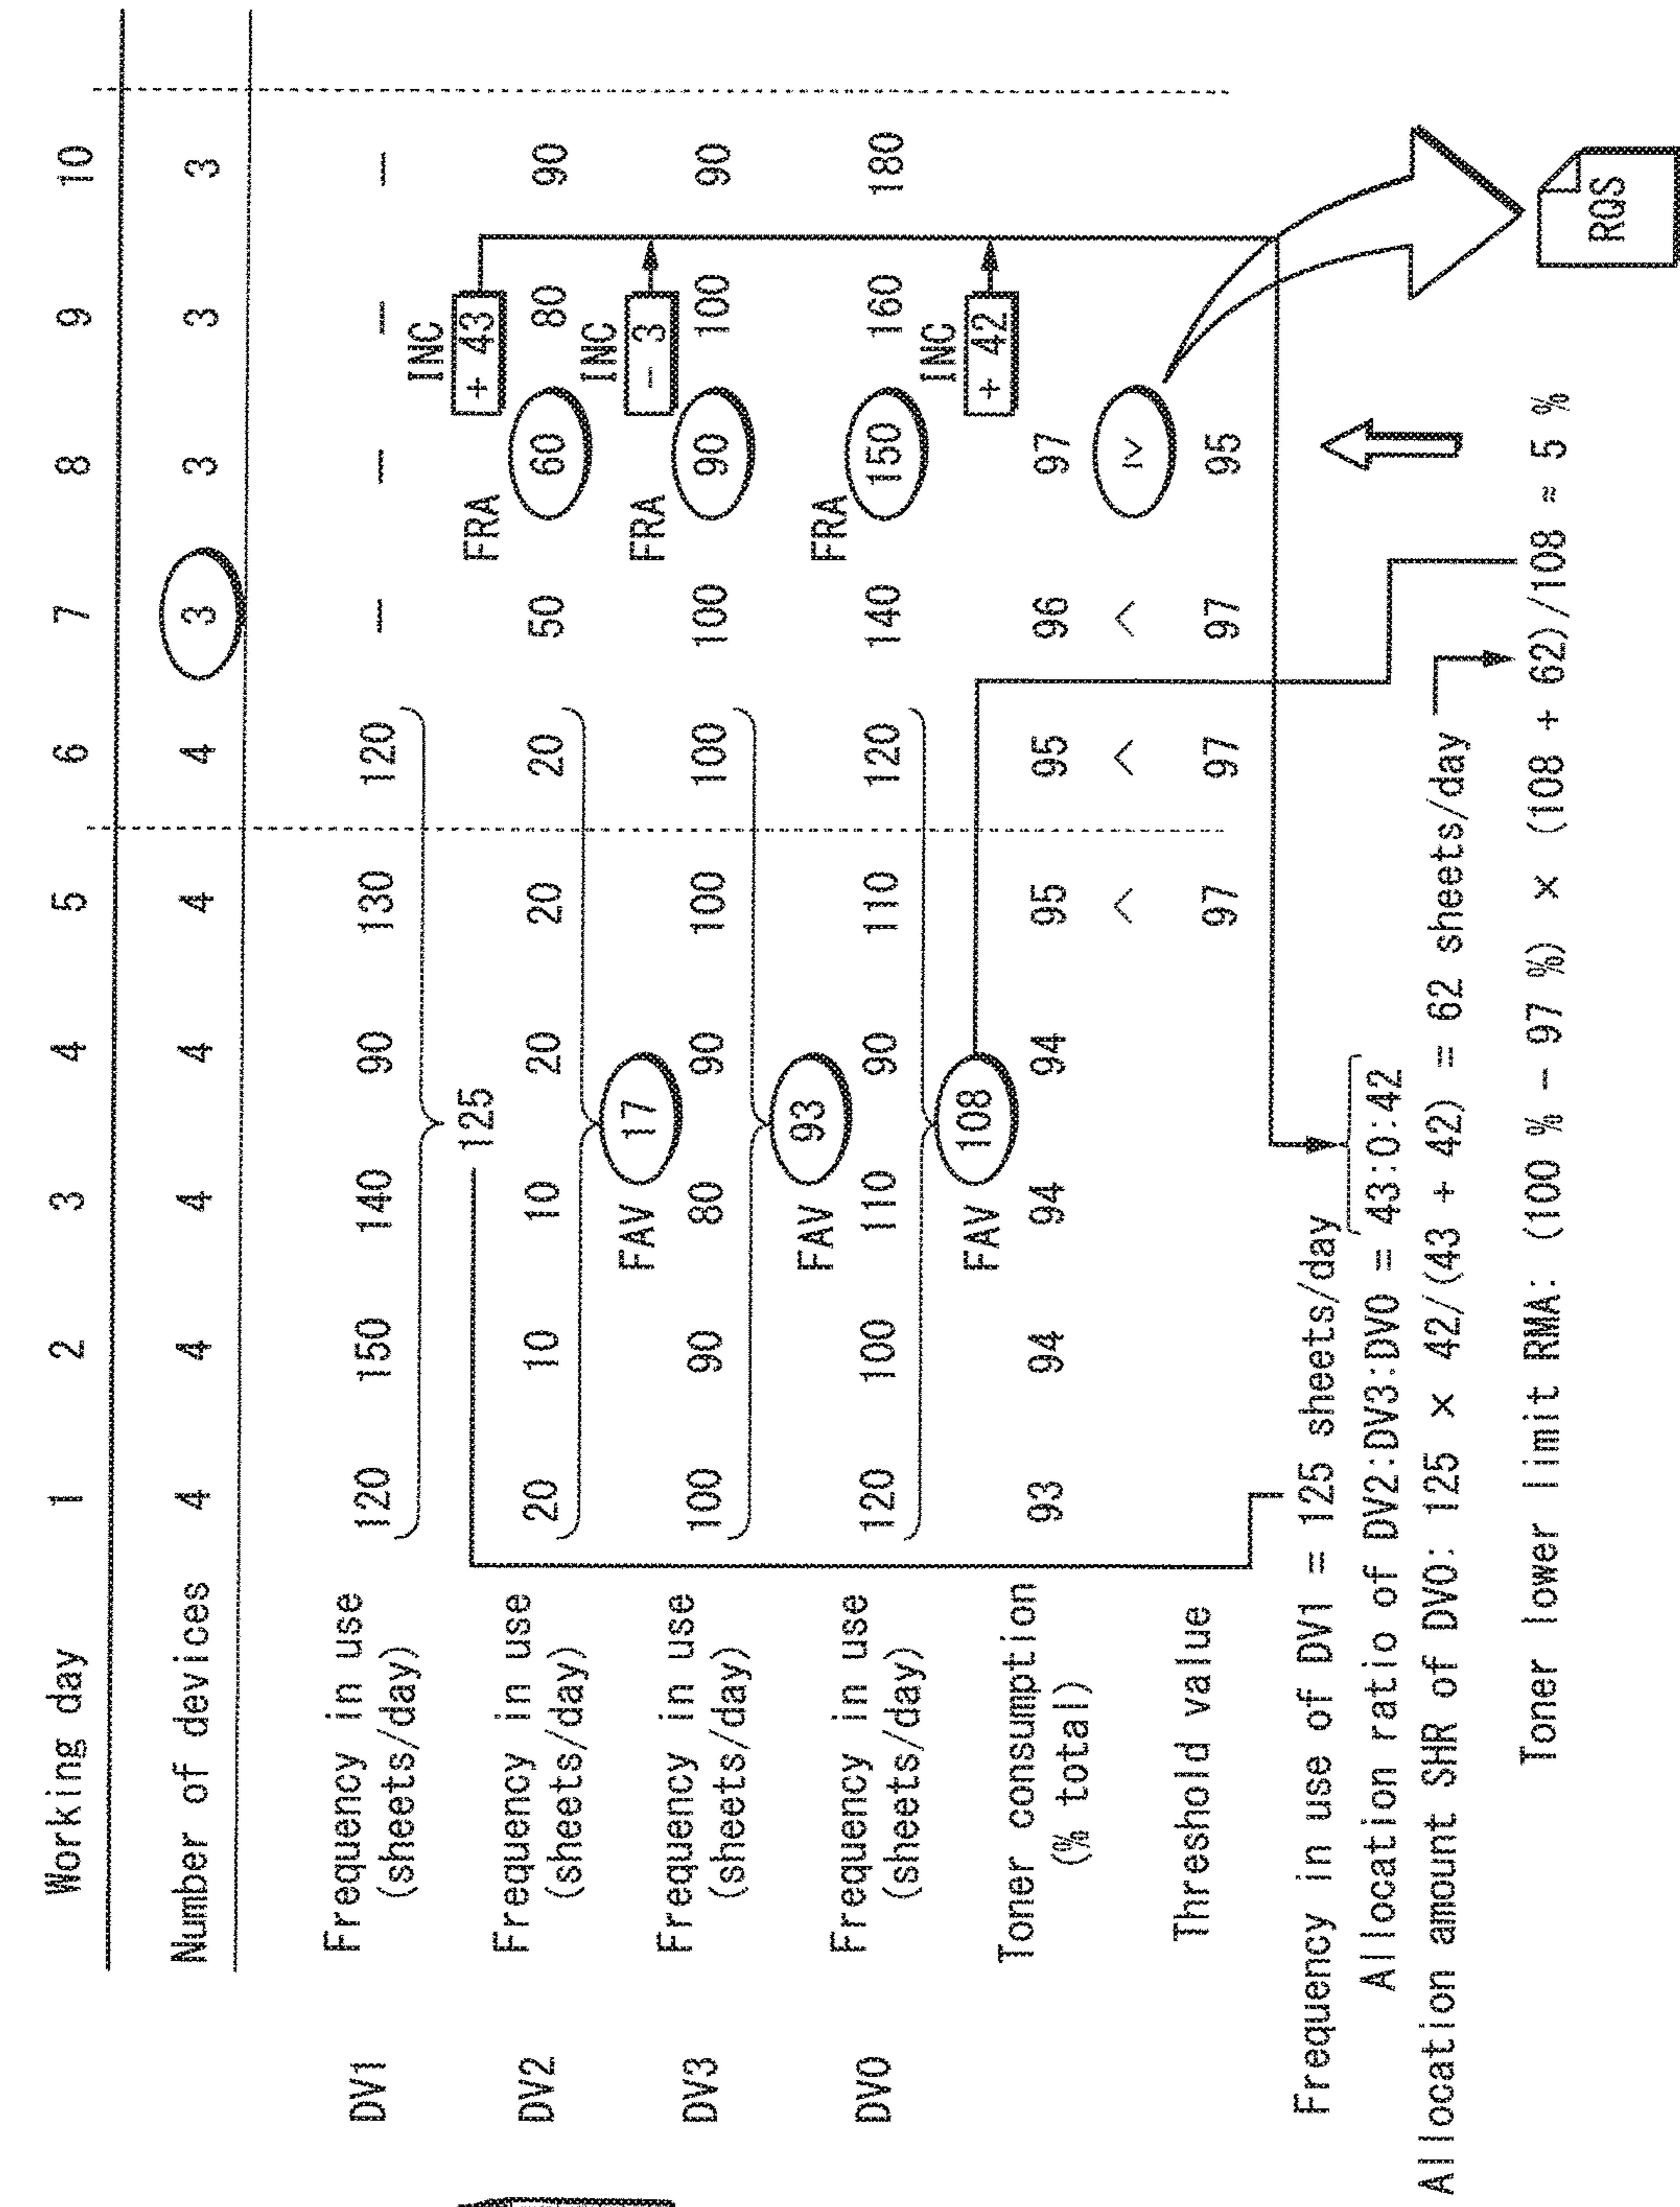 Working day 1 2 3 4 5 6 7 8 9 10
Number of devices 4 4 4 4 4 4 3 3 3 3
DV1 Frequency in use 120 150 140 90 130 120 — — — —
(sheets/day)
125
INC
+ 43
FRA
DV2 Frequency in use 20 10 10 20 20 20 50 60 80 90
(sheets/day)
INC
- 3
FAV 17
FRA
DV3 Frequency in use 100 90 80 90 100 100 100 90 100 90
(sheets/day)
FAV 93
FRA
DV0 Frequency in use 120 100 110 90 110 120 140 150 160 180
(sheets/day)
INC
+ 42
FAV 108
Toner consumption 93 94 94 94 95 95 96 97
(% total)
< < < ≥
Threshold value 97 97 97 95
Frequency in use of DV1 = 125 sheets/day
Allocation ratio of DV2:DV3:DV0 = 43:0:42
Allocation amount SHR of DV0: 125 × 42/(43 + 42) = 62 sheets/day
Toner lower limit RMA: (100 % - 97 %) × (108 + 62)/108 ≈ 5 %
RQS